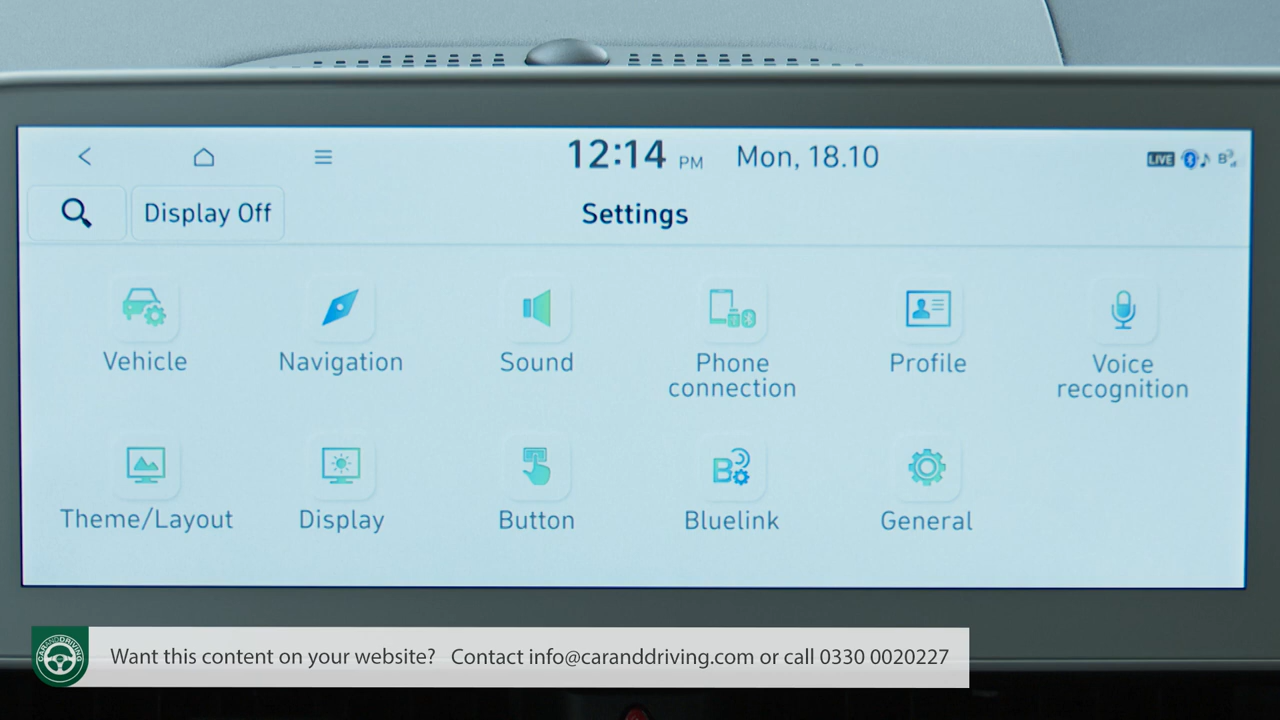 12:14 PM Mon, 18.10
LIVE
Display Off
Settings
Vehicle
Navigation
Sound
Phone
connection
Profile
Voice
recognition
Theme/Layout
Display
Button
Bluelink
General
CARANDDRIVING
Want this content on your website? Contact info@caranddriving.com or call 0330 0020227